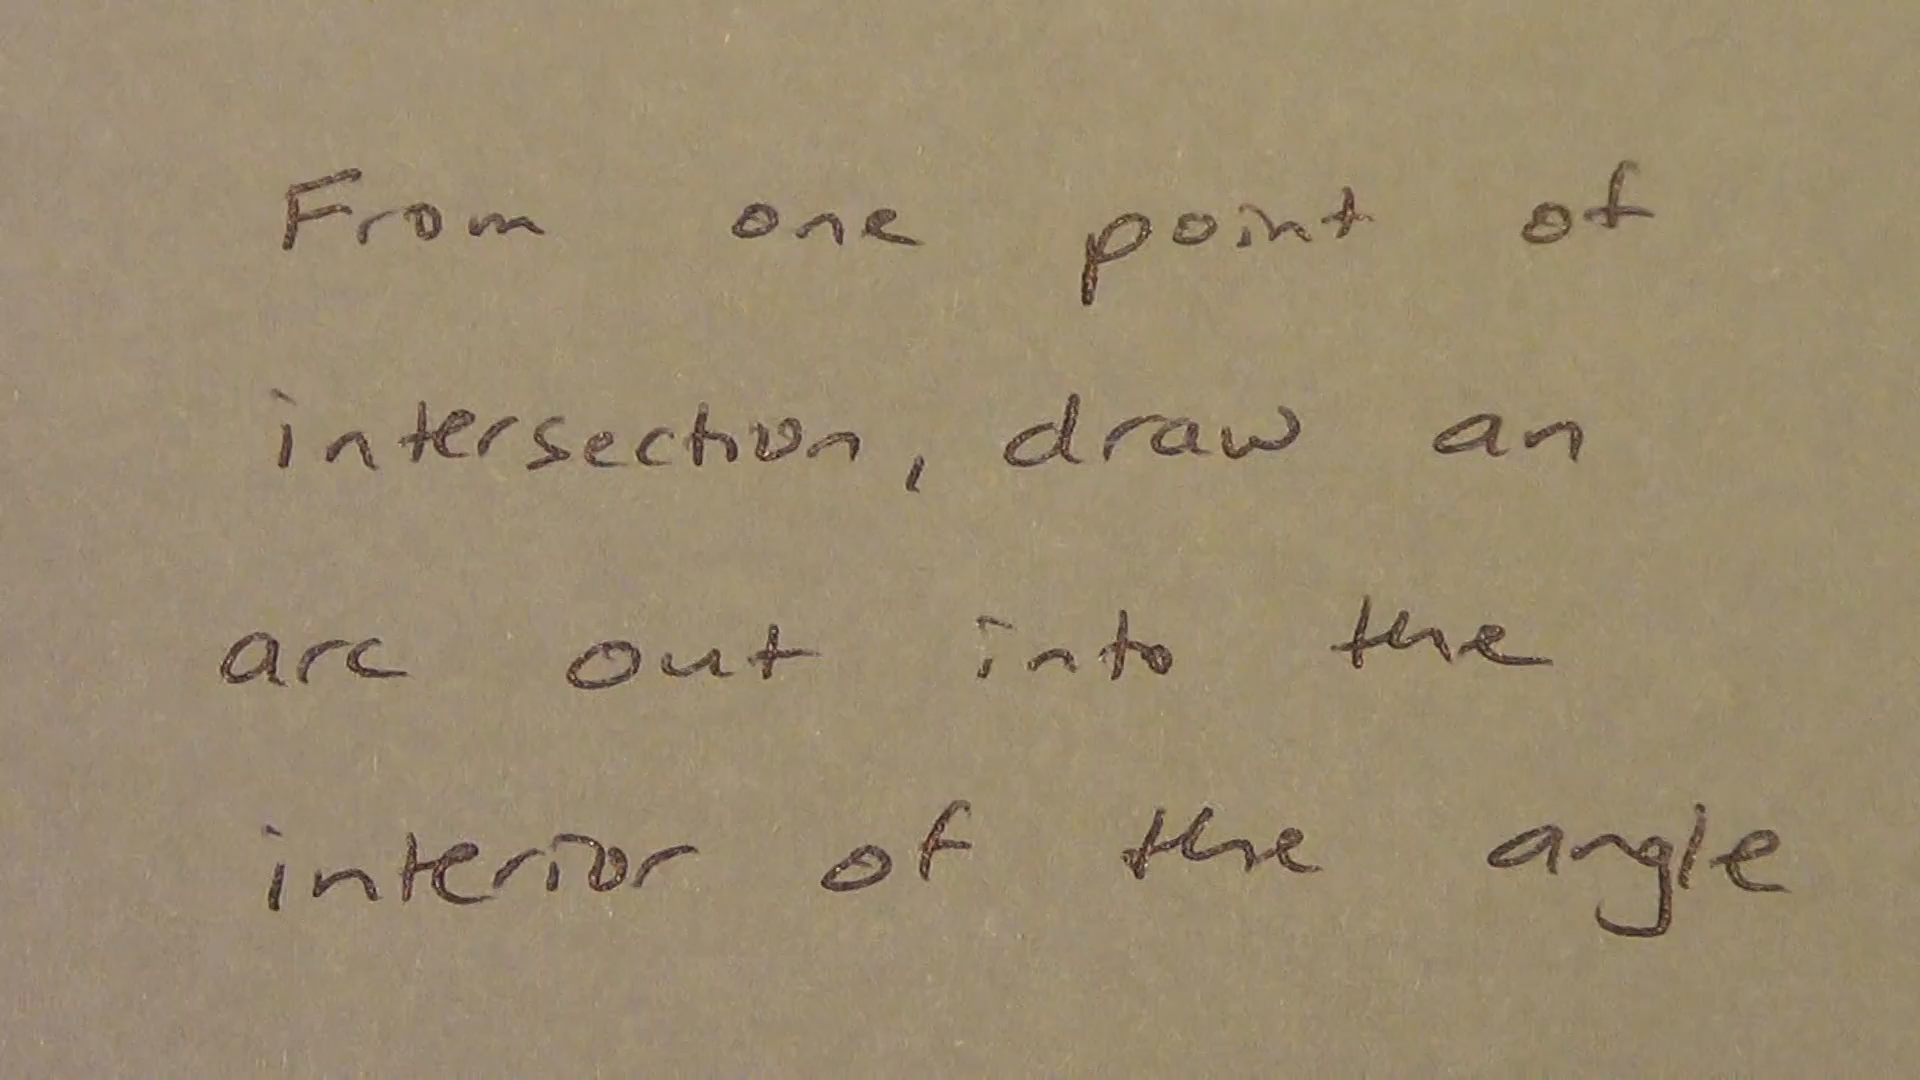 From one point of
intersection, draw an
arc out into the
interior of the angle